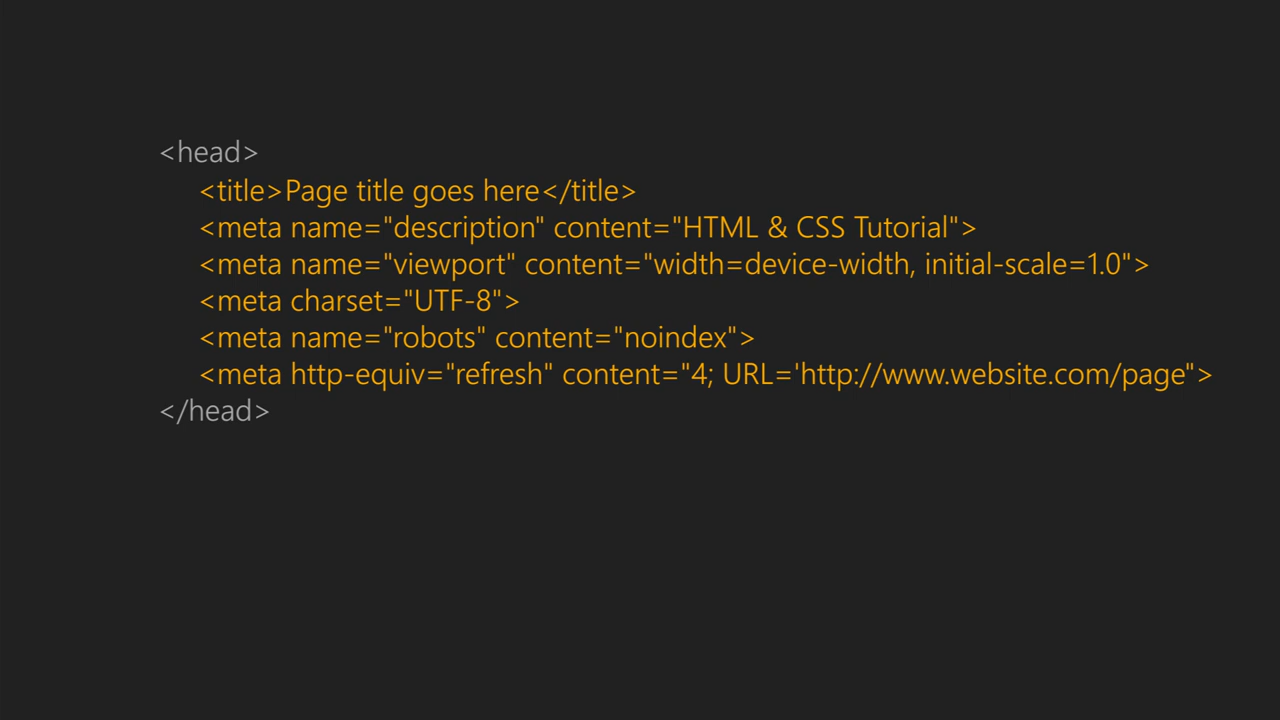 <head>
<title>Page title goes here</title>
<meta name="description" content="HTML & CSS Tutorial">
<meta name="viewport" content="width=device-width, initial-scale=1.0">
<meta charset="UTF-8">
<meta name="robots" content="noindex">
<meta http-equiv="refresh" content="4; URL='http://www.website.com/page">
</head>